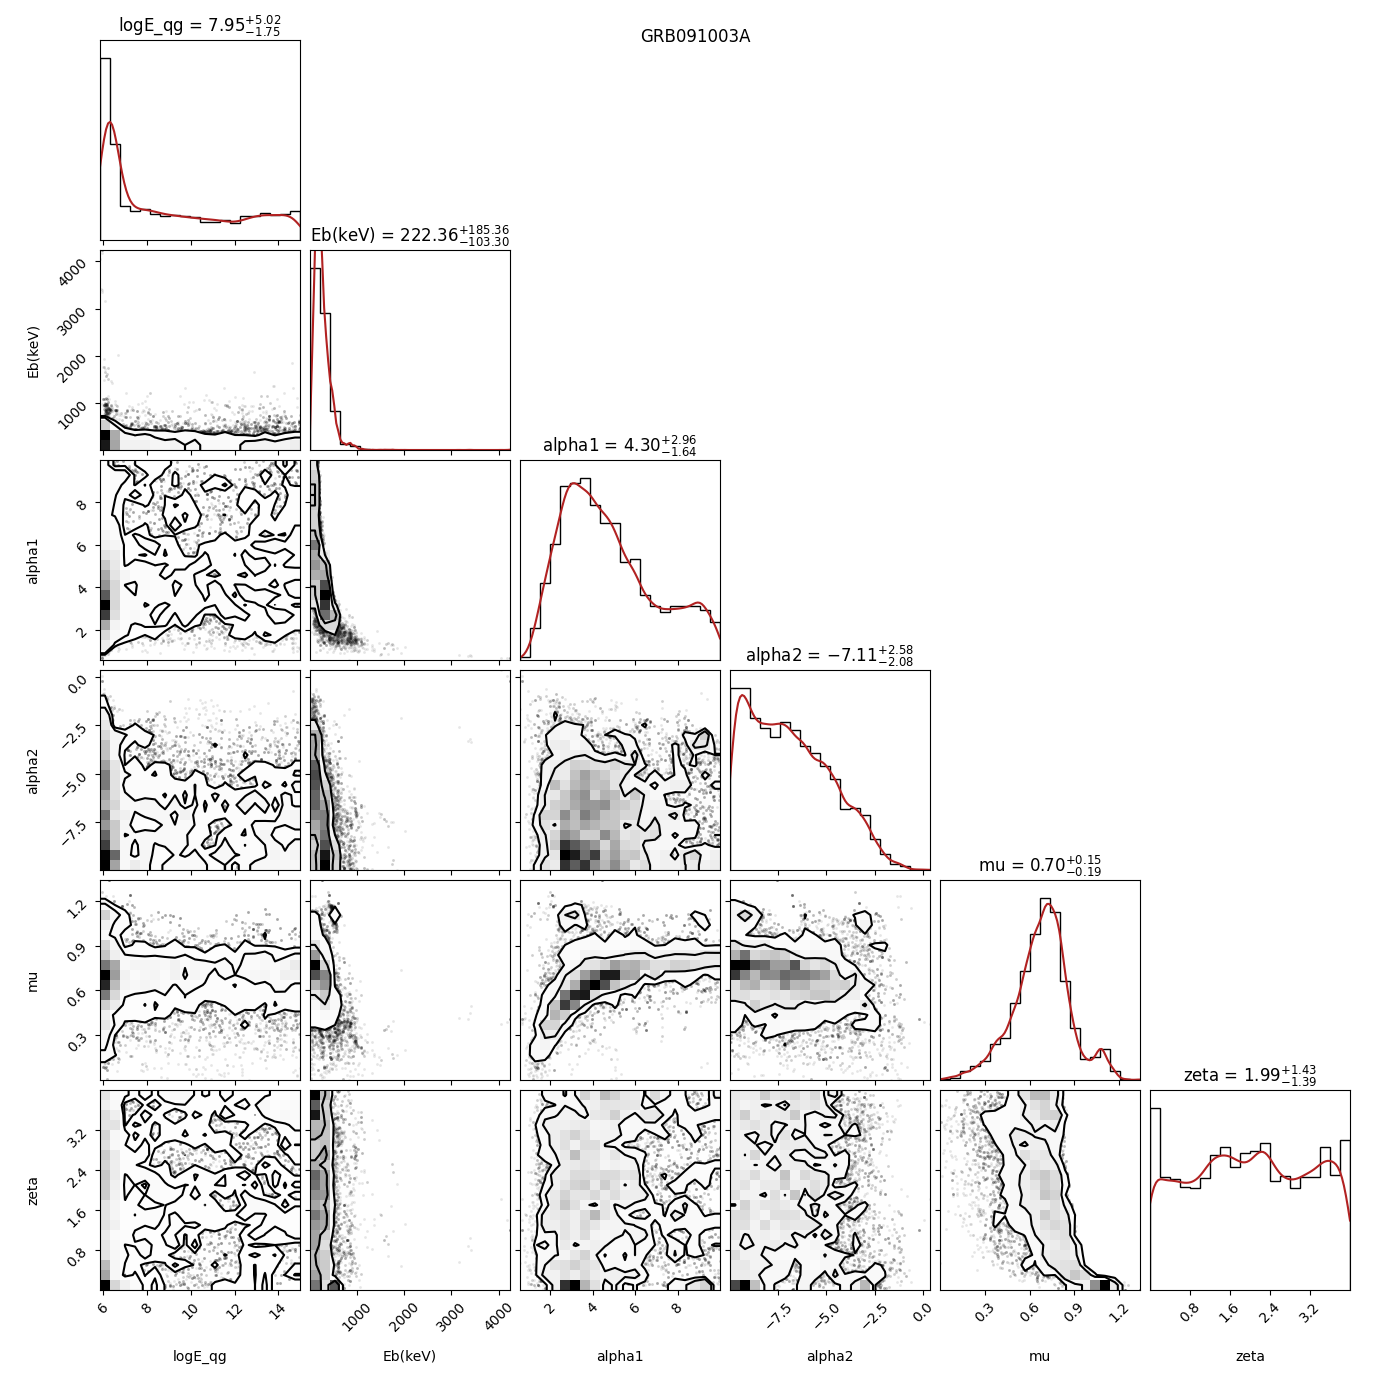 logE_qg = 7.95+5.02 −1.75
GRB091003A
Eb(keV) = 222.36+185.36 −103.30
4000
3000
2000
1000
Eb(keV)
alpha1 = 4.30+2.96 −1.64
8
6
4
2
alpha1
alpha2 = −7.11+2.58 −2.08
0.0
−2.5
−5.0
−7.5
alpha2
mu = 0.70+0.15 −0.19
1.2
0.9
0.6
0.3
mu
zeta = 1.99+1.43 −1.39
3.2
2.4
1.6
0.8
zeta
6 8 10 12 14 1000 2000 3000 4000 2 4 6 8 −7.5 −5.0 −2.5 0.0 0.3 0.6 0.9 1.2 0.8 1.6 2.4 3.2
logE_qg Eb(keV) alpha1 alpha2 mu zeta